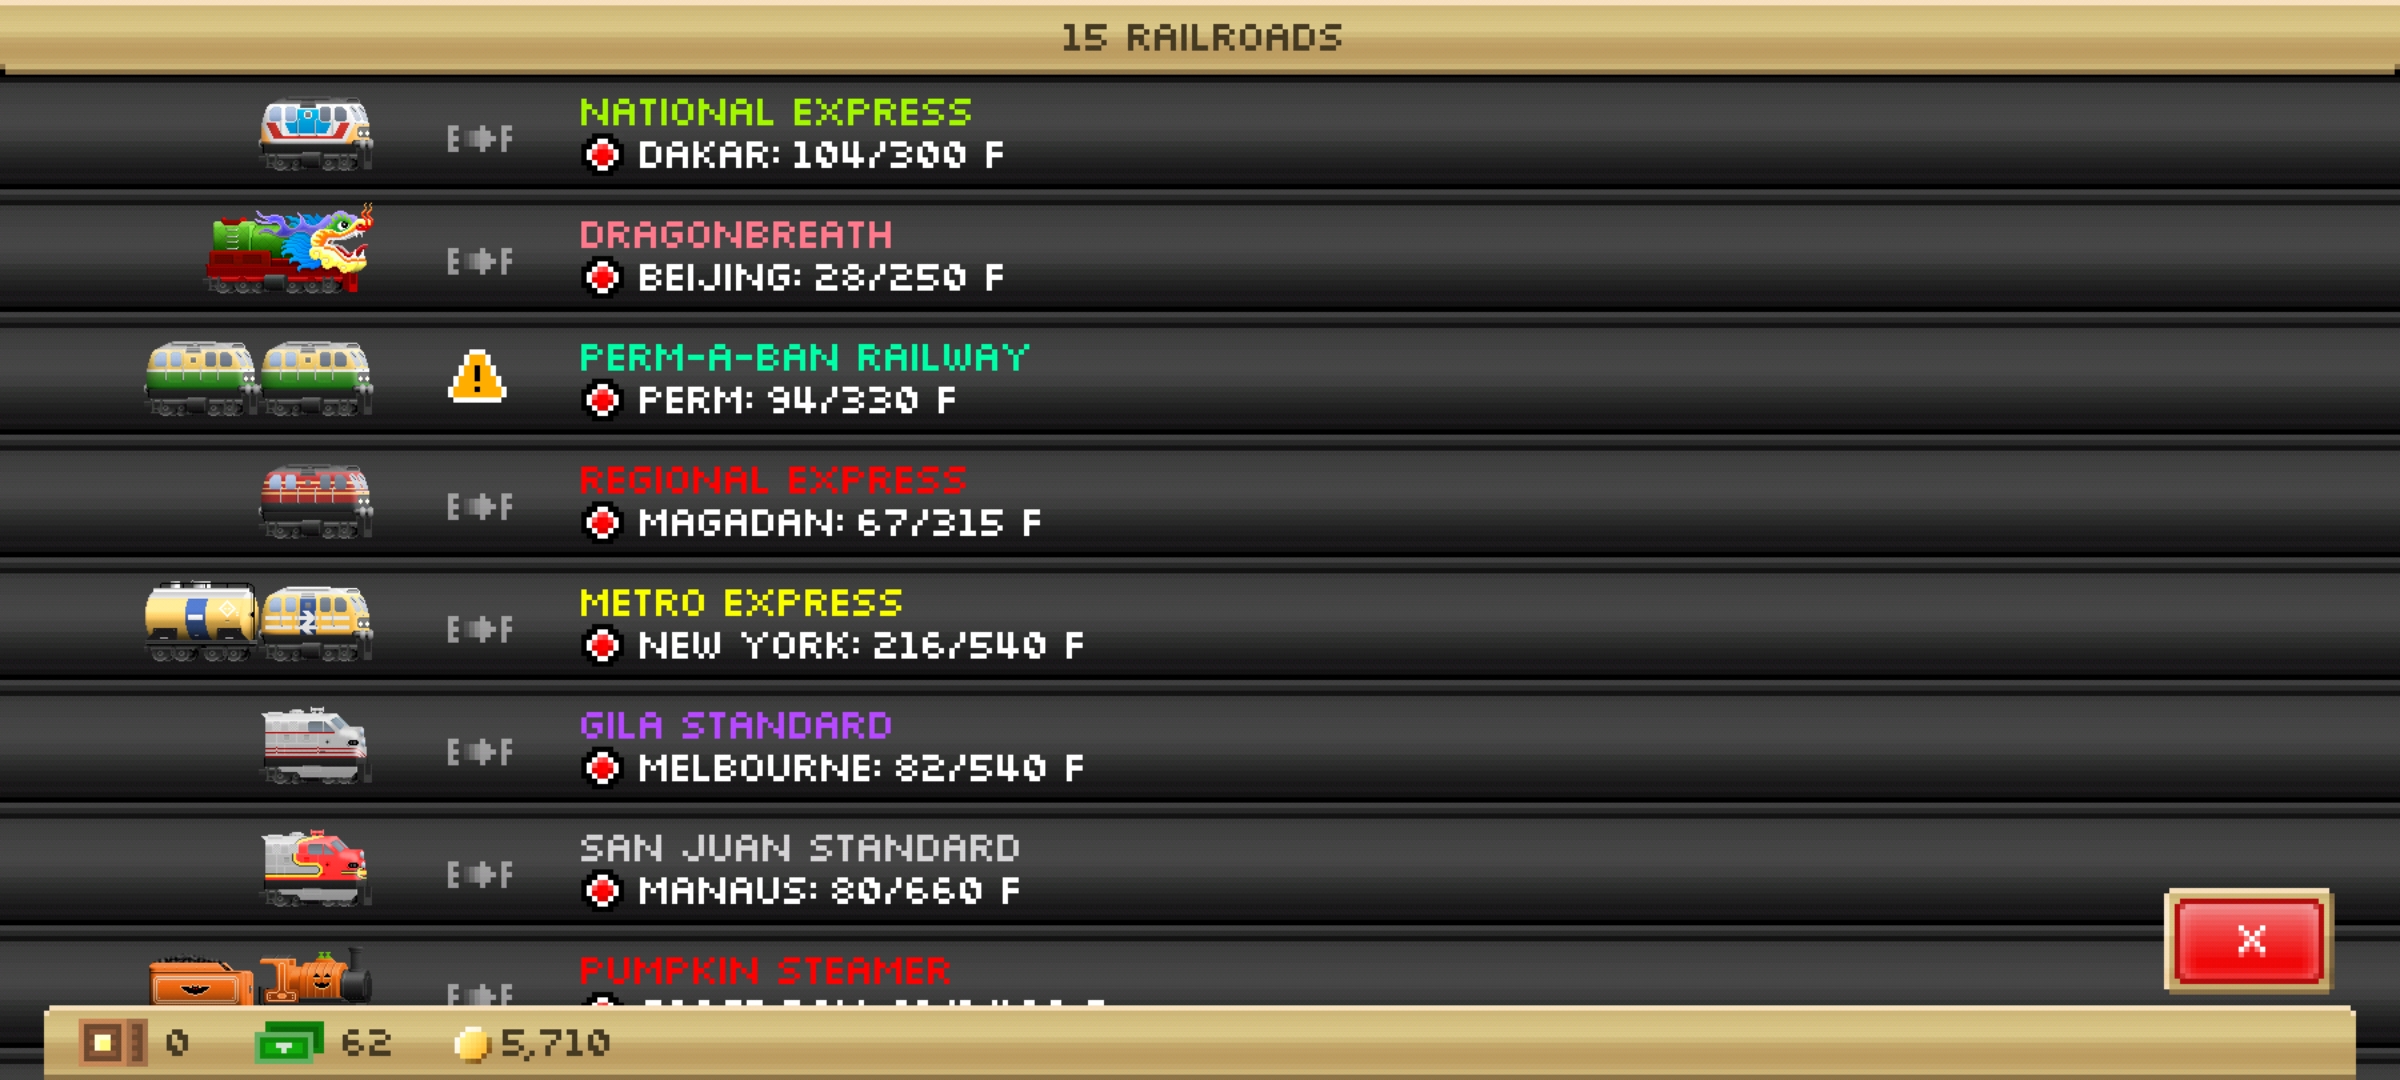 15 RAILROADS
E F
NATIONAL EXPRESS
DAKAR: 104/300 F
E F
DRAGONBREATH
BEIJING: 28/250 F
!
PERM-A-BAN RAILWAY
PERM: 94/330 F
E F
REGIONAL EXPRESS
MAGADAN: 67/315 F
E F
METRO EXPRESS
NEW YORK: 216/540 F
E F
GILA STANDARD
MELBOURNE: 82/540 F
E F
SAN JUAN STANDARD
MANAUS: 80/660 F
E F
PUMPKIN STEAMER
X
0 62 5,710